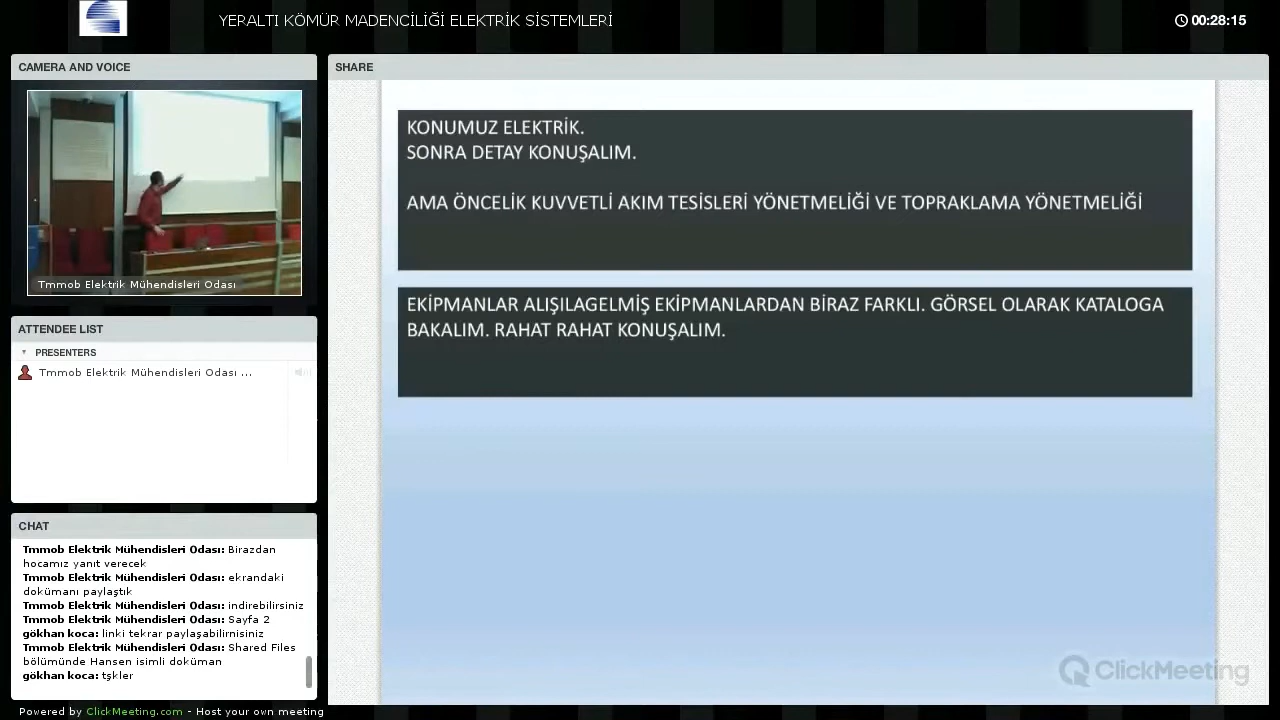 YERALTI KÖMÜR MADENCİLİĞİ ELEKTRİK SİSTEMLERİ
00:28:15
CAMERA AND VOICE
Tmmob Elektrik Mühendisleri Odası
ATTENDEE LIST
PRESENTERS
Tmmob Elektrik Mühendisleri Odası ...
CHAT
Tmmob Elektrik Mühendisleri Odası: Birazdan
hocamız yanıt verecek
Tmmob Elektrik Mühendisleri Odası: ekrandaki
dokümanı paylaştık
Tmmob Elektrik Mühendisleri Odası: indirebilirsiniz
Tmmob Elektrik Mühendisleri Odası: Sayfa 2
gökhan koca: linki tekrar paylaşabilirnisiniz
Tmmob Elektrik Mühendisleri Odası: Shared Files
bölümünde Hansen isimli doküman
gökhan koca: tşkler
Powered by ClickMeeting.com - Host your own meeting
SHARE
KONUMUZ ELEKTRİK.
SONRA DETAY KONUŞALIM.
AMA ÖNCELİK KUVVETLİ AKIM TESİSLERİ YÖNETMELİĞİ VE TOPRAKLAMA YÖNETMELİĞİ
EKİPMANLAR ALIŞILAGELMİŞ EKİPMANLARDAN BİRAZ FARKLI. GÖRSEL OLARAK KATALOGA
BAKALIM. RAHAT RAHAT KONUŞALIM.
ClickMeeting